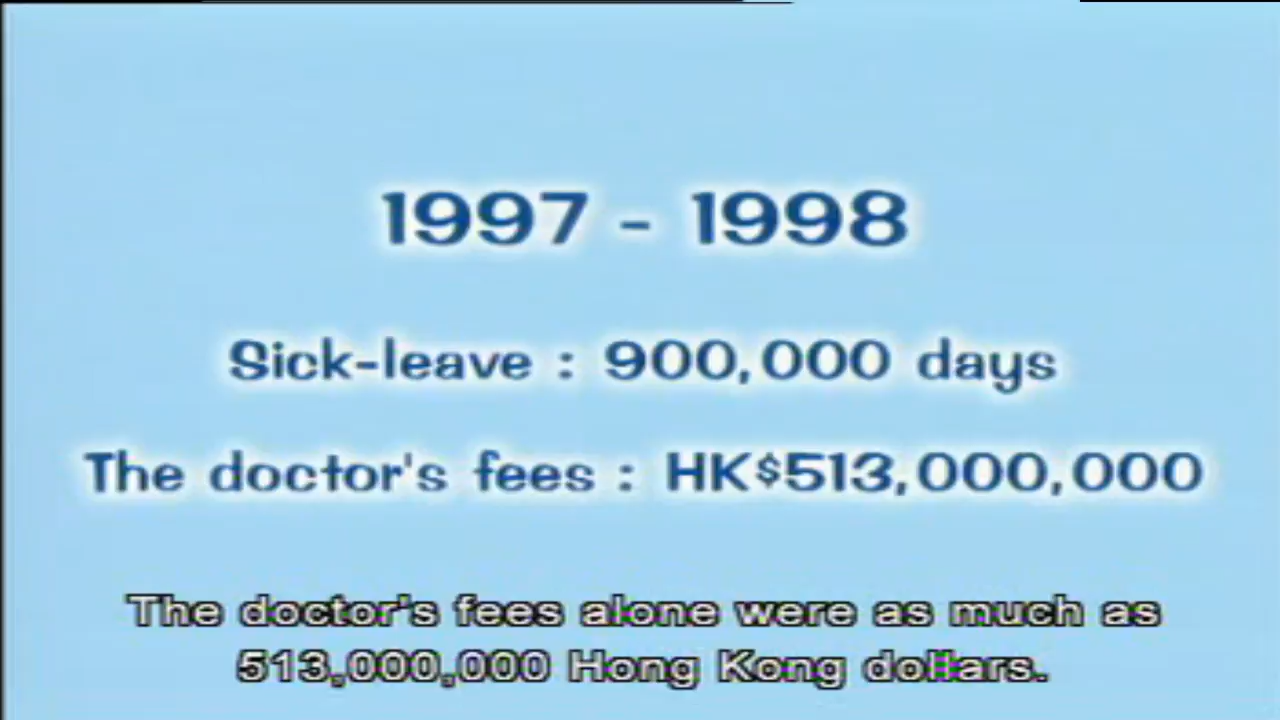 1997 - 1998
Sick-leave : 900,000 days
The doctor's fees : HK$513,000,000
The doctor's fees alone were as much as
513,000,000 Hong Kong dollars.